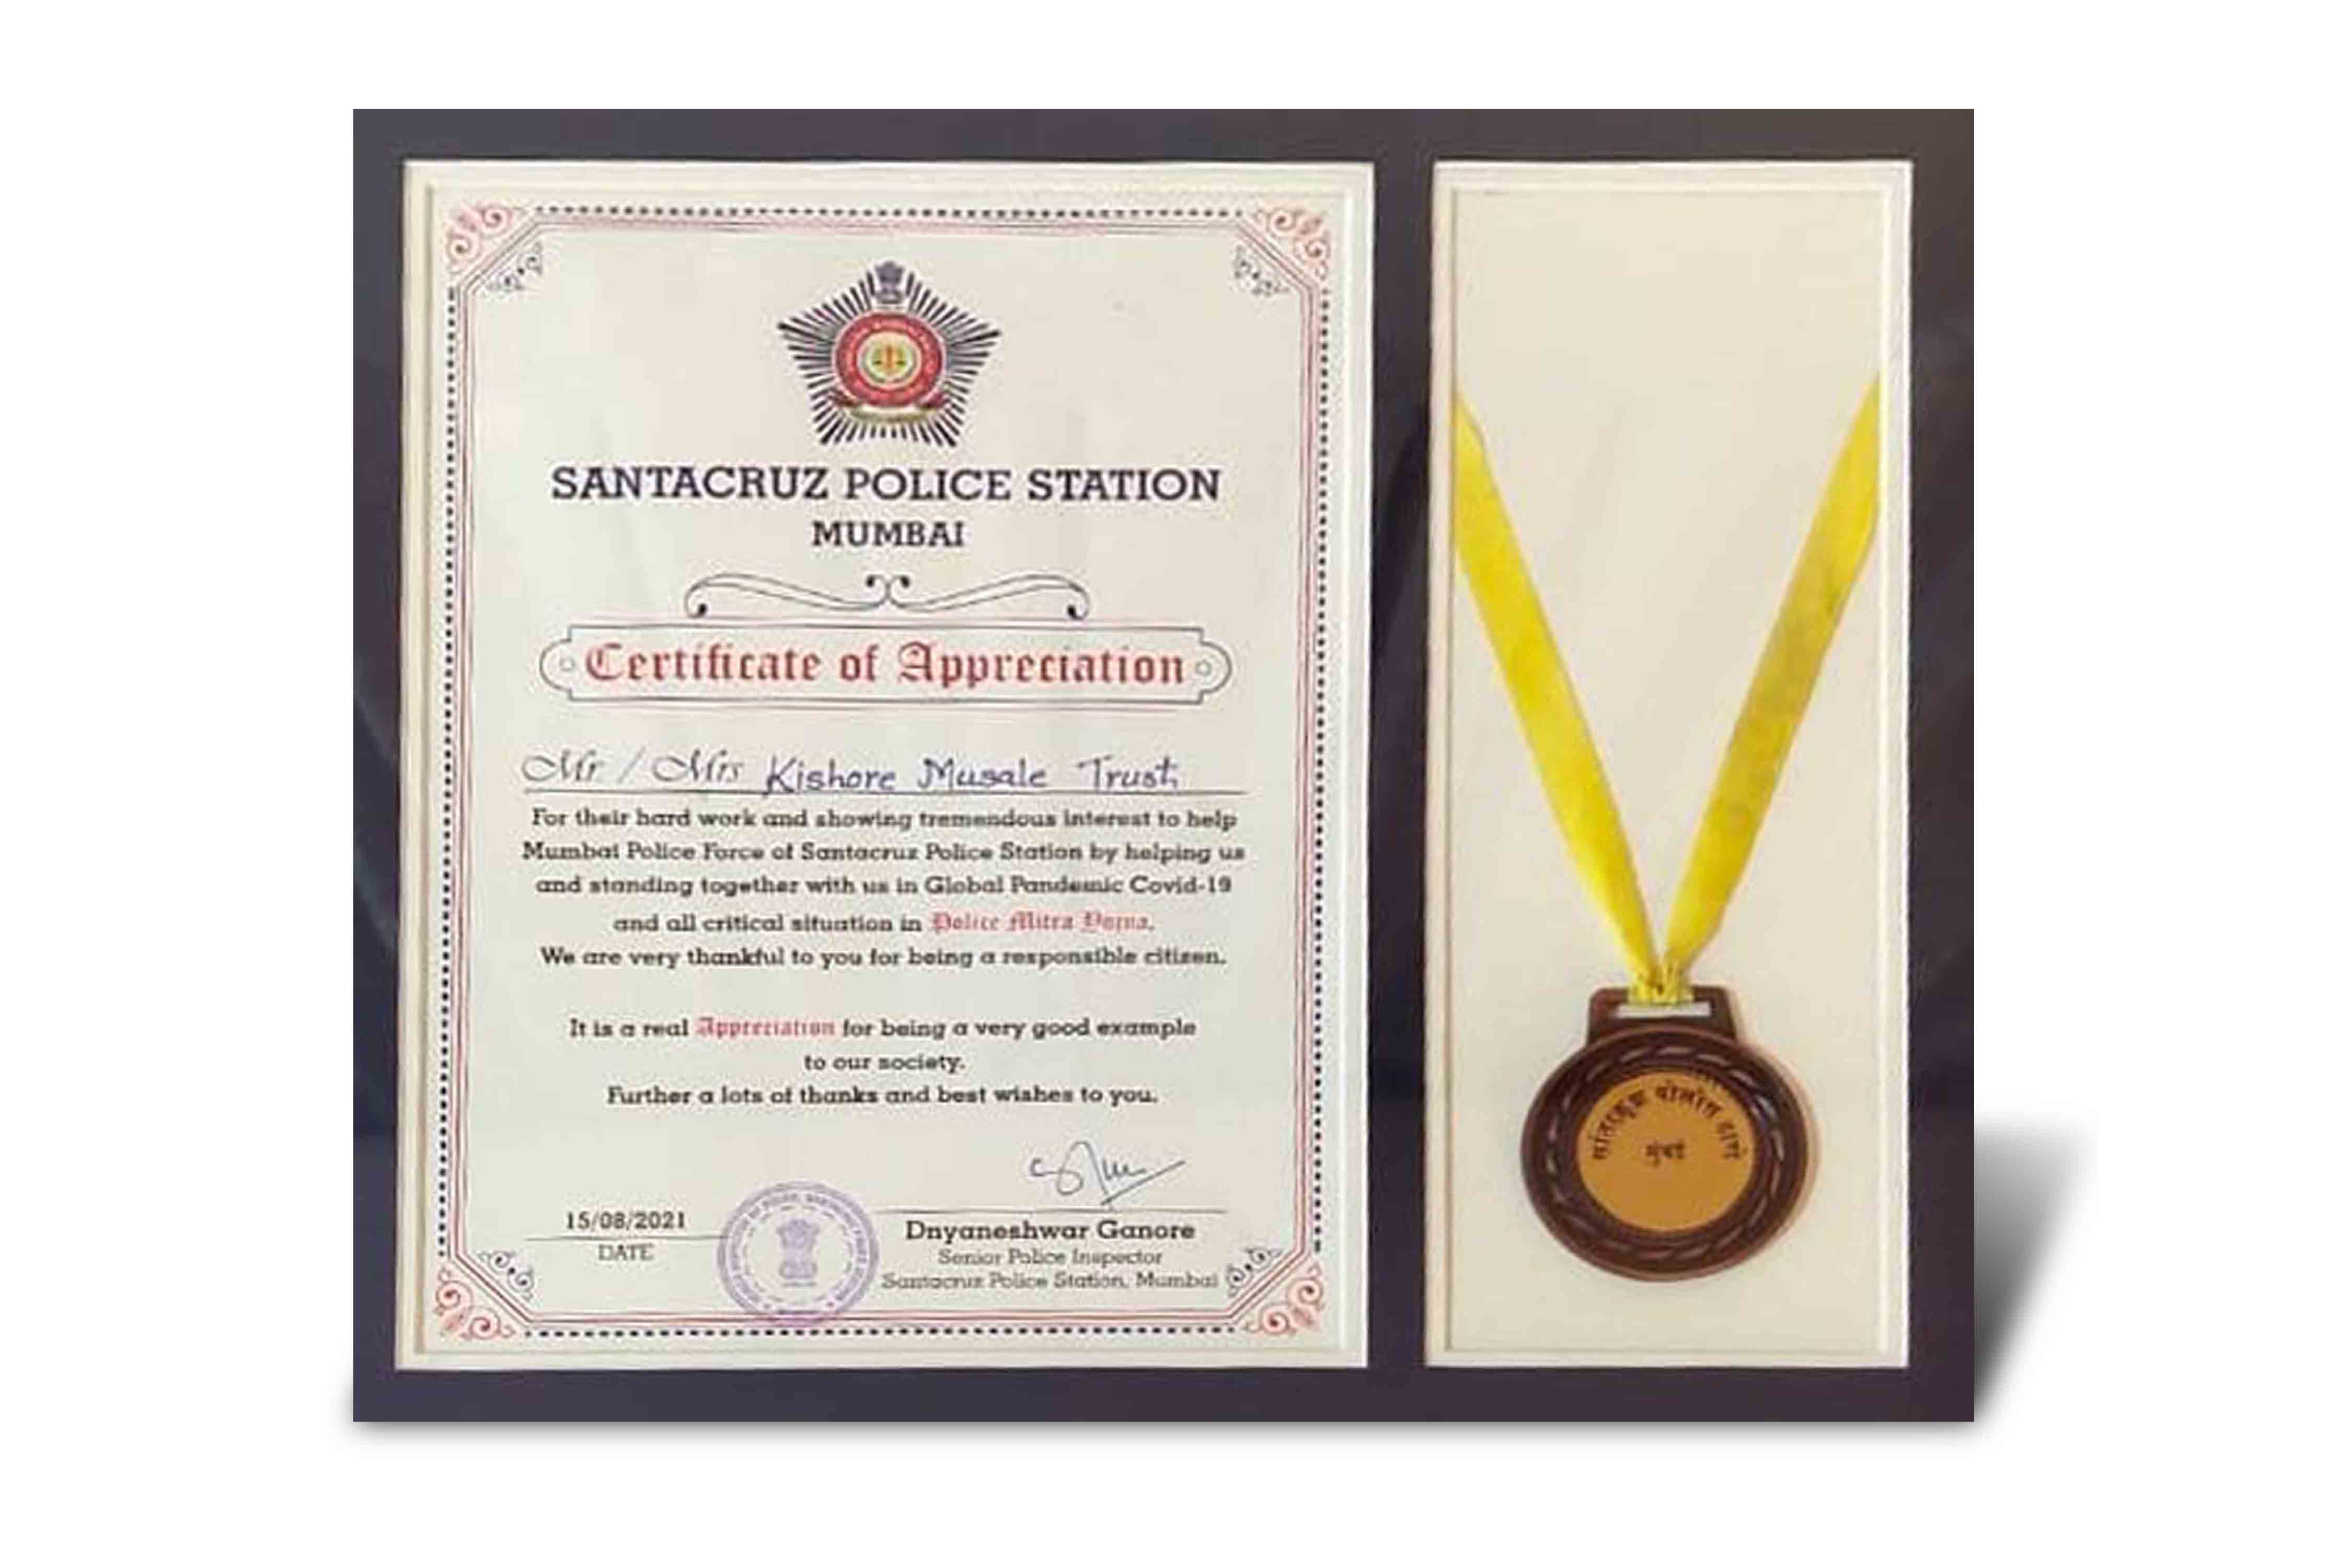 SANTACRUZ POLICE STATION
MUMBAI
Certificate of Appreciation
Mr / Mrs Kishore Musale Trust
For their hard work and showing tremendous interest to help
Mumbai Police Force of Santacruz Police Station by helping us
and standing together with us in Global Pandemic Covid-19
and all critical situation in Police Mitra
We are very thankful to you for being a responsible citizen.
It is a real Appreciation for being a very good example
to our society.
Further a lots of thanks and best wishes to you.
15/08/2021
DATE
Dnyaneshwar Ganore
Senior Police Inspector
Santacruz Police Station, Mumbai
सांताक्रुझ पोलीस ठाणे
मुंबई